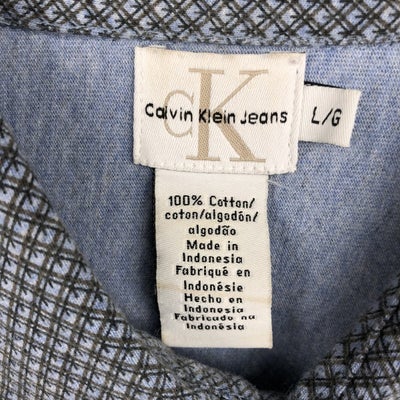 CK
Calvin Klein Jeans
L/G
100% Cotton/
coton/algodón/
algodão
Made in
Indonesia
Fabriqué en
Indonésie
Hecho en
Indonesia
Fabricado na
Indonésia